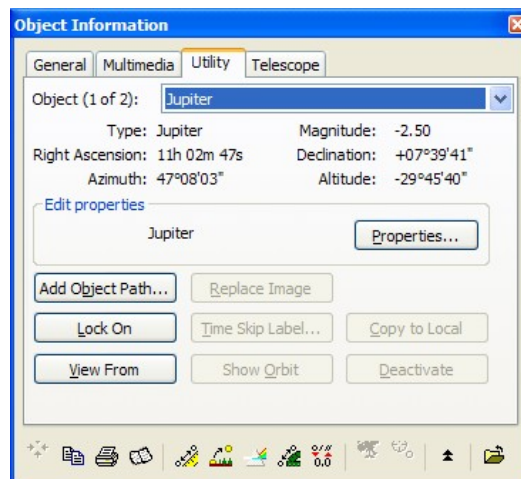 Object Information
General Multimedia Utility Telescope
Object (1 of 2): Jupiter
Type: Jupiter Magnitude: -2.50
Right Ascension: 11h 02m 47s Declination: +07°39'41"
Azimuth: 47°08'03" Altitude: -29°45'40"
Edit properties
Jupiter Properties...
Add Object Path... Replace Image
Lock On Time Skip Label... Copy to Local
View From Show Orbit Deactivate
0.0